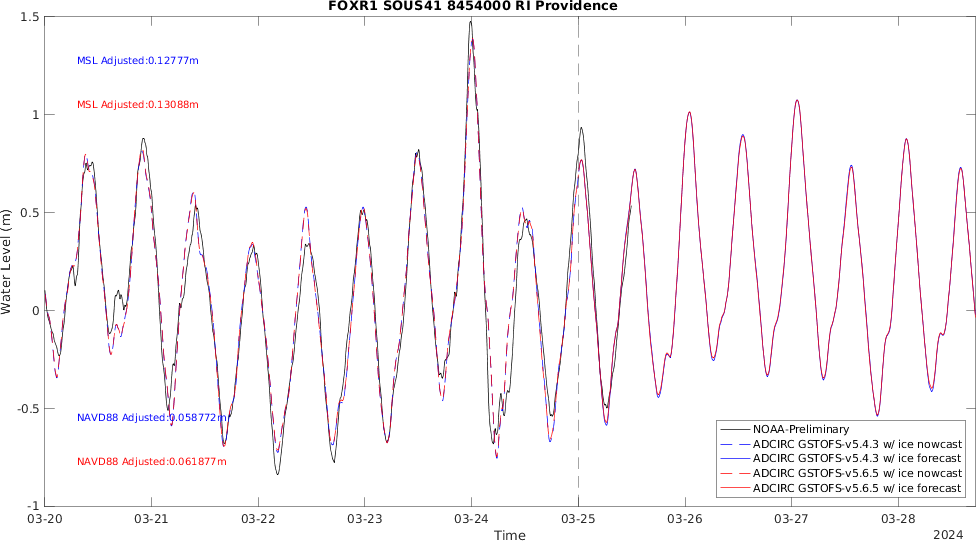 FOXR1 SOUS41 8454000 RI Providence
1.5
1
0.5
0
-0.5
-1
Water Level (m)
MSL Adjusted:0.12777m
MSL Adjusted:0.13088m
NAVD88 Adjusted:0.058772m
NAVD88 Adjusted:0.061877m
NOAA-Preliminary
ADCIRC GSTOFS-v5.4.3 w/ ice nowcast
ADCIRC GSTOFS-v5.4.3 w/ ice forecast
ADCIRC GSTOFS-v5.6.5 w/ ice nowcast
ADCIRC GSTOFS-v5.6.5 w/ ice forecast
03-20 03-21 03-22 03-23 03-24 03-25 03-26 03-27 03-28
Time
2024